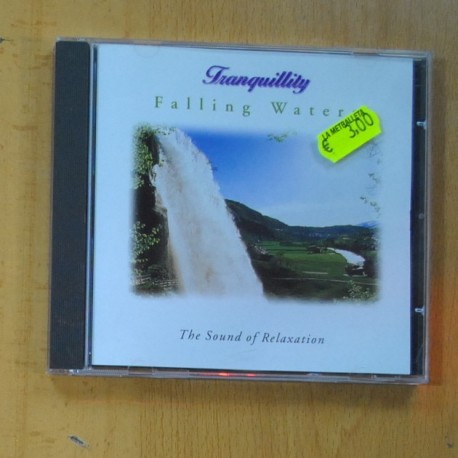 Tranquillity
Falling Water
LA METRALLETA
€ 3,00
The Sound of Relaxation